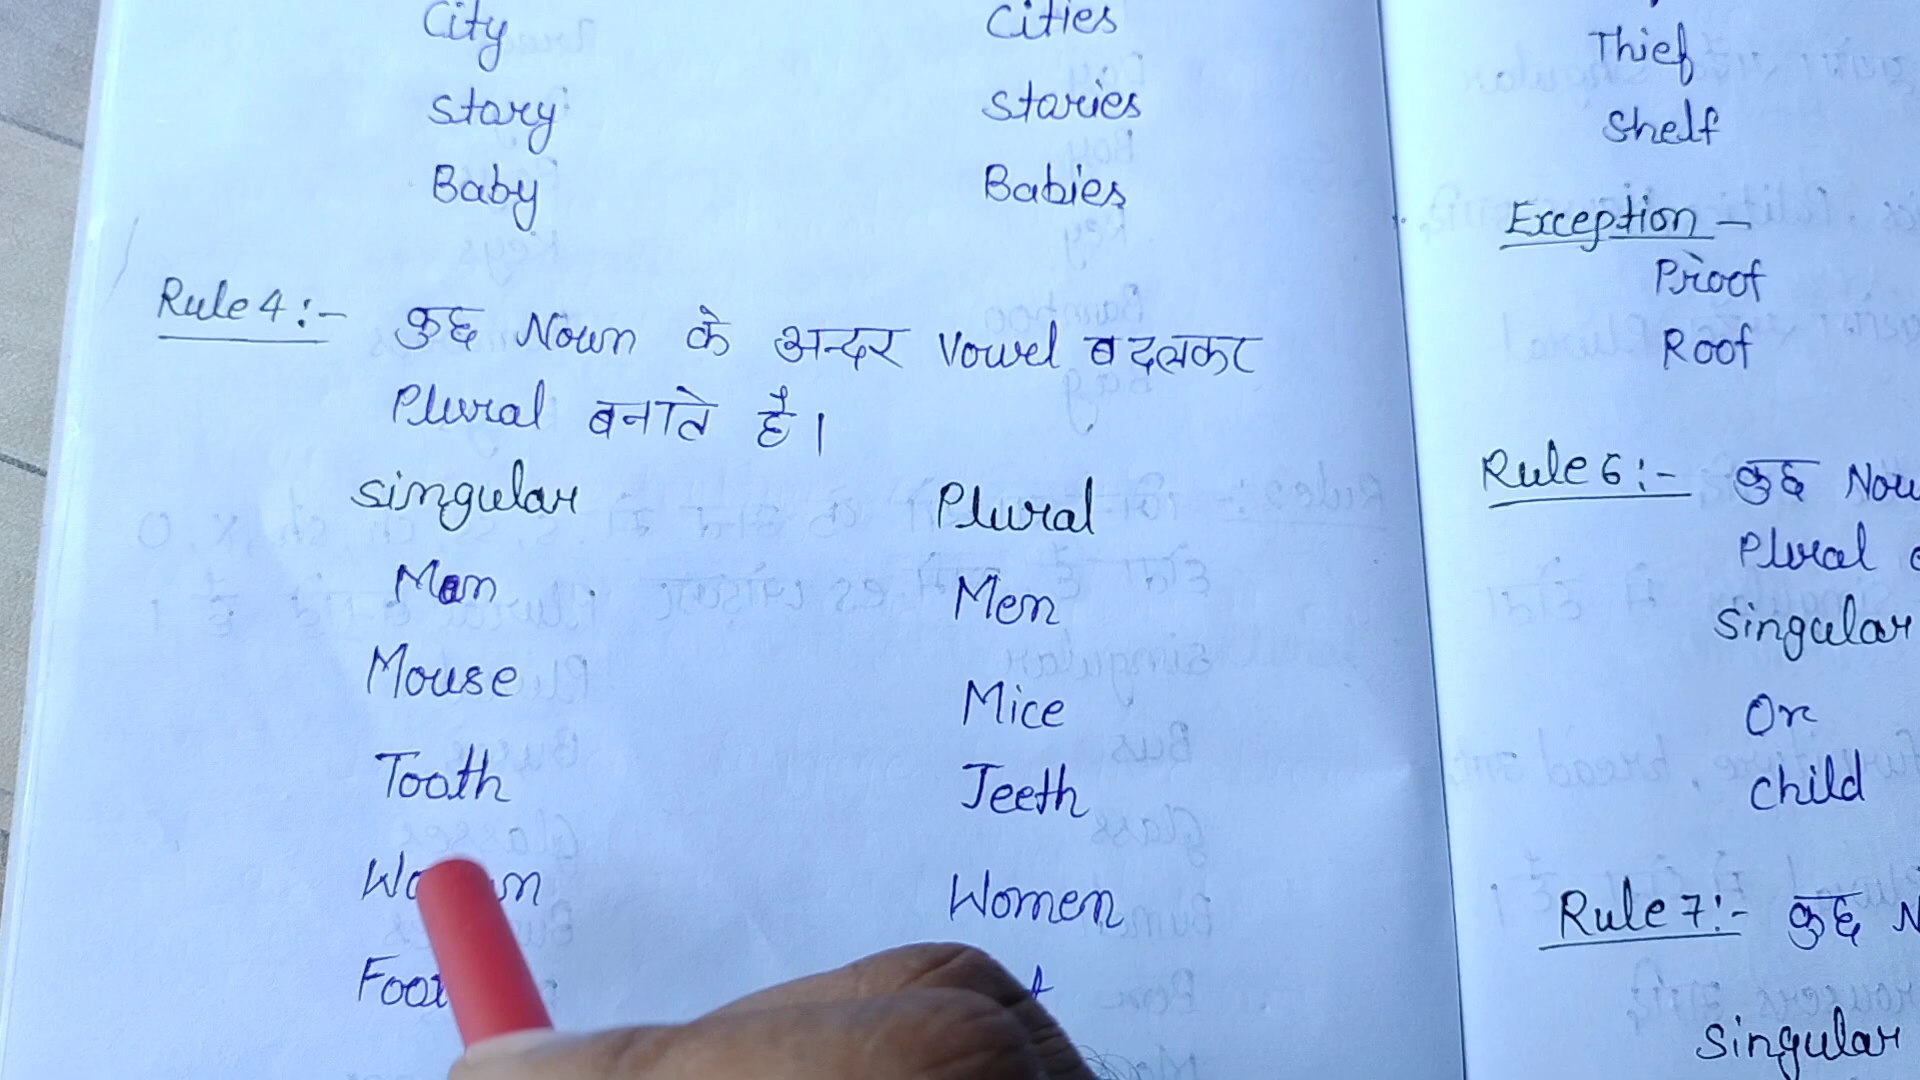 City Cities
Story Stories
Baby Babies
Rule 4:- कुछ Noun के अन्दर Vowel बदलकर
Plural बनाते है।
Singular Plural
Man Men
Mouse Mice
Tooth Teeth
Women
Thief
Shelf
Exception -
Proof
Roof
Rule 6:- कुछ
Plural
Singular
Or
Child
Rule 7:- कुछ
Singular